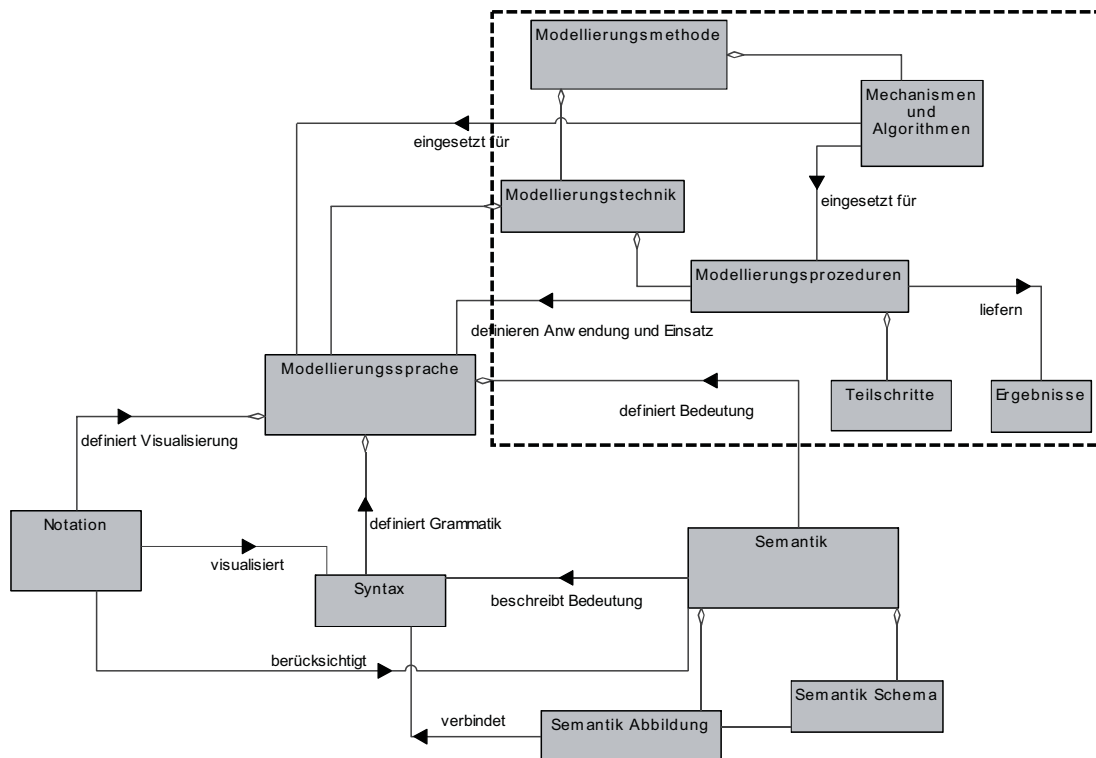 Modellierungsmethode
Mechanismen
und
Algorithmen
eingesetzt für
Modellierungstechnik
eingesetzt für
Modellierungsprozeduren
liefern
definieren Anwendung und Einsatz
Modellierungssprache
Teilschritte
Ergebnisse
definiert Bedeutung
definiert Visualisierung
Notation
definiert Grammatik
Semantik
visualisiert
Syntax
beschreibt Bedeutung
berücksichtigt
Semantik Schema
verbindet
Semantik Abbildung